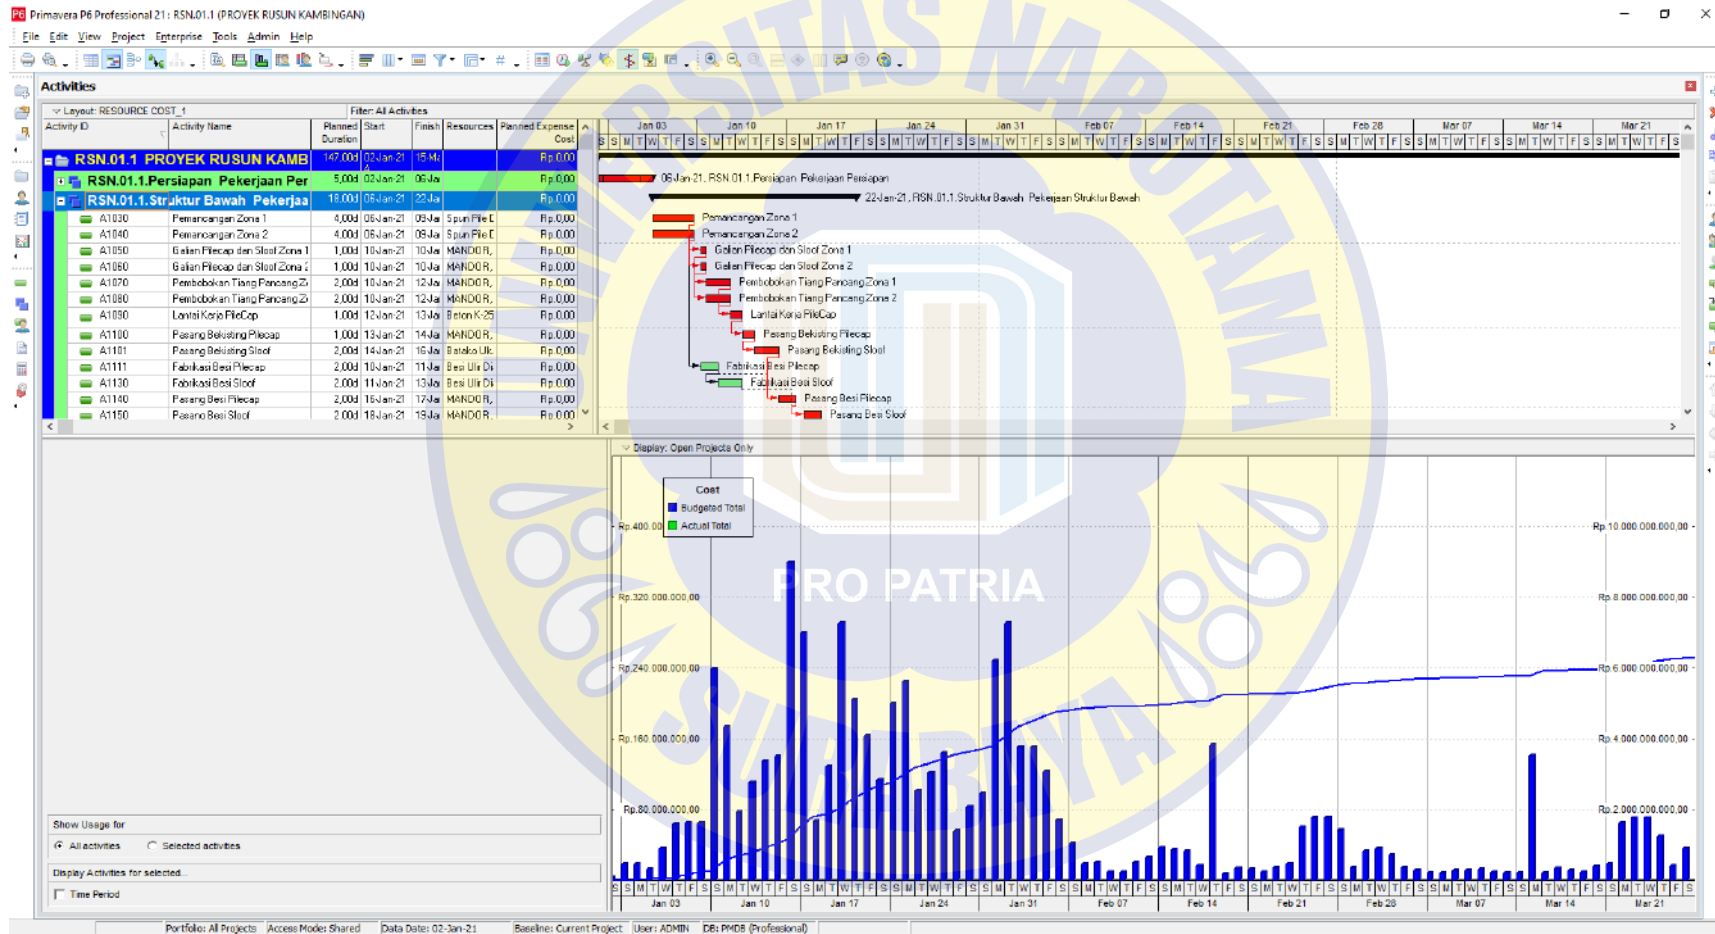 P6 Primavera P6 Professional 21 : RSN.01.1 (PROYEK RUSUN KAMBINGAN)
File Edit View Project Enterprise Tools Admin Help
Activities
Layout: RESOURCE COST_1 Filter: All Activities
Activity ID Activity Name Planned Duration Start Finish Resources Planned Expense Cost
Jan 03 Jan 10 Jan 17 Jan 24 Jan 31 Feb 07 Feb 14 Feb 21 Feb 28 Mar 07 Mar 14 Mar 21
RSN.01.1 PROYEK RUSUN KAMB 147.00d 02-Jan-21 15-Ma Rp.0,00
RSN.01.1.Persiapan Pekerjaan Per 5,00d 02-Jan-21 06-Ja Rp.0,00
06-Jan-21, RSN.01.1.Persiapan Pekerjaan Persiapan
RSN.01.1.Struktur Bawah Pekerjaa 18.00d 06-Jan-21 22-Ja Rp.0,00
22-Jan-21, RSN.01.1.Struktur Bawah Pekerjaan Struktur Bawah
A1030 Pemancangan Zona 1 4,00d 06-Jan-21 09-Ja Spun Pile D Rp.0,00 Pemancangan Zona 1
A1040 Pemancangan Zona 2 4.00d 06-Jan-21 09-Ja Spun Pile D Rp.0,00 Pemancangan Zona 2
A1050 Galian Pilecap dan Sloof Zona 1 1,00d 10-Jan-21 10-Ja MANDOR, Rp.0,00 Galian Pilecap dan Sloof Zona 1
A1060 Galian Pilecap dan Sloof Zona 2 1,00d 10-Jan-21 10-Ja MANDOR, Rp.0,00 Galian Pilecap dan Sloof Zona 2
A1070 Pembobokan Tiang Pancang Z 2,00d 10-Jan-21 12-Ja MANDOR, Rp.0,00 Pembobokan Tiang Pancang Zona 1
A1080 Pembobokan Tiang Pancang Z 2,00d 10-Jan-21 12-Ja MANDOR, Rp.0,00 Pembobokan Tiang Pancang Zona 2
A1090 Lantai Kerja PileCap 1.00d 12-Jan-21 13-Ja Beton K-25 Rp.0,00 Lantai Kerja PileCap
A1100 Pasang Bekisting Pilecap 1,00d 13-Jan-21 14-Ja MANDOR, Rp.0,00 Pasang Bekisting Pilecap
A1101 Pasang Bekisting Sloof 2,00d 14-Jan-21 16-Ja Batako Uk. Rp.0,00 Pasang Bekisting Sloof
A1111 Fabrikasi Besi Pilecap 2,00d 10-Jan-21 11-Ja Besi Ulir Di Rp.0,00 Fabrikasi Besi Pilecap
A1130 Fabrikasi Besi Sloof 2.00d 11-Jan-21 13-Ja Besi Ulir Di Rp.0,00 Fabrikasi Besi Sloof
A1140 Pasang Besi Pilecap 2,00d 16-Jan-21 17-Ja MANDOR, Rp.0,00 Pasang Besi Pilecap
A1150 Pasang Besi Sloof 2 00d 18-Jan-21 19-Ja MANDOR, Rp.0,00 Pasang Besi Sloof
Display: Open Projects Only
Cost
Budgeted Total
Actual Total
Rp.400.00 Rp.10.000.000.000,00
Rp.320.000.000,00 Rp.8.000.000.000,00
Rp.240.000.000,00 Rp.6.000.000.000,00
Rp.160.000.000,00 Rp.4.000.000.000,00
Rp.80.000.000,00 Rp.2.000.000.000,00
UNIVERSITAS NAROTAMA
PRO PATRIA
SURABAYA
Show Usage for
All activities Selected activities
Display Activities for selected...
Time Period
Jan 03 Jan 10 Jan 17 Jan 24 Jan 31 Feb 07 Feb 14 Feb 21 Feb 28 Mar 07 Mar 14 Mar 21
Portfolio: All Projects Access Mode: Shared Data Date: 02-Jan-21 Baseline: Current Project User: ADMIN DB: PMDB (Professional)